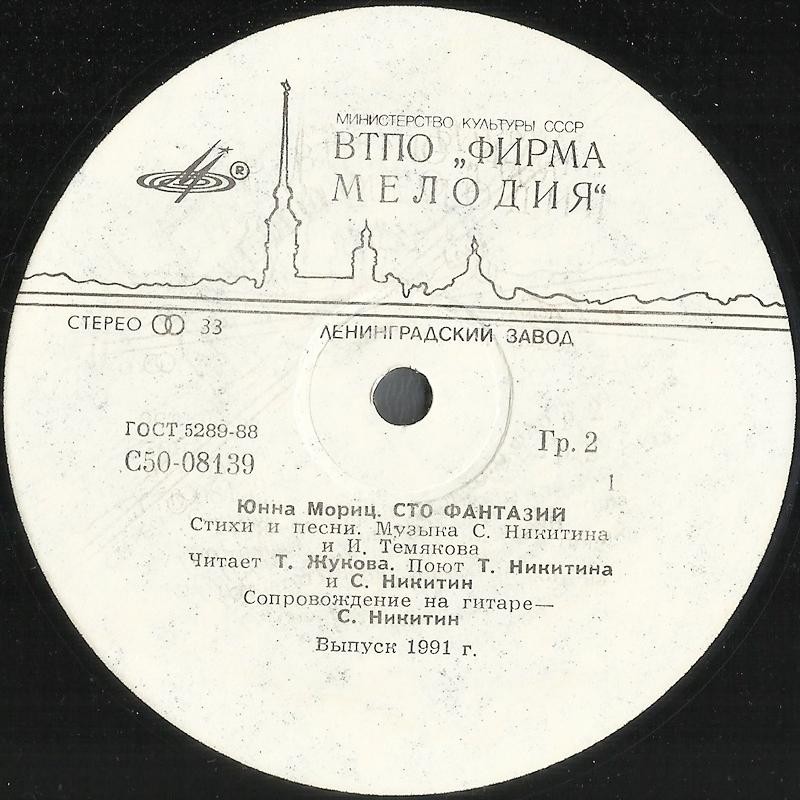 МИНИСТЕРСТВО КУЛЬТУРЫ СССР
ВТПО „ФИРМА
МЕЛОДИЯ“
®
СТЕРЕО 33
ЛЕНИНГРАДСКИЙ ЗАВОД
ГОСТ 5289-88
С50-08139
Гр. 2
1
Юнна Мориц. СТО ФАНТАЗИЙ
Стихи и песни. Музыка С. Никитина
и И. Темякова
Читает Т. Жукова. Поют Т. Никитина
и С. Никитин
Сопровождение на гитаре—
С. Никитин
Выпуск 1991 г.